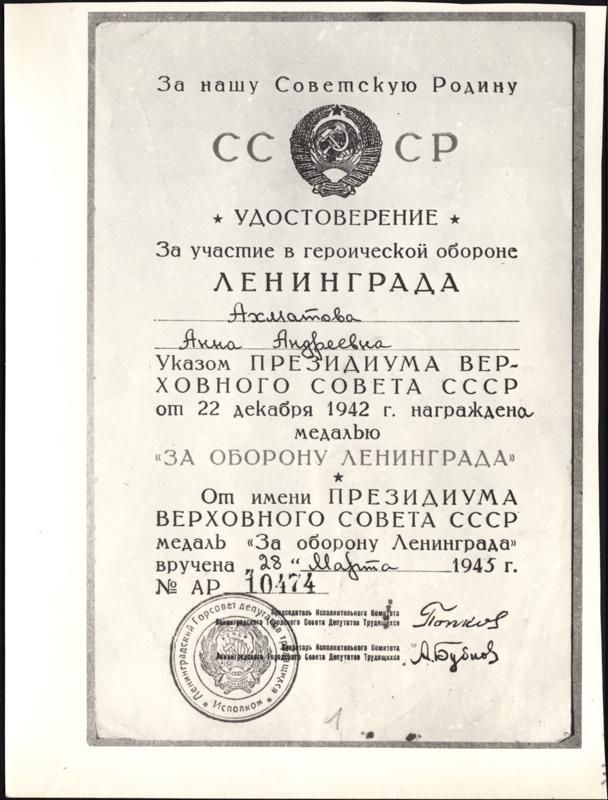 За нашу Советскую Родину
СССР
★ УДОСТОВЕРЕНИЕ ★
За участие в героической обороне
ЛЕНИНГРАДА
Ахматова
Анна Андреевна
Указом ПРЕЗИДИУМА ВЕР-
ХОВНОГО СОВЕТА СССР
от 22 декабря 1942 г. награждена
медалью
«ЗА ОБОРОНУ ЛЕНИНГРАДА»
★
От имени ПРЕЗИДИУМА
ВЕРХОВНОГО СОВЕТА СССР
медаль «За оборону Ленинграда»
вручена „28“ Марта 1945 г.
№ АР 10474
Председатель Исполнительного Комитета
Ленинградского Городского Совета Депутатов Трудящихся
Попков
Секретарь Исполнительного Комитета
Ленинградского Городского Совета Депутатов Трудящихся
А.Бубнов
Ленинградский Горсовет депутатов трудящихся
★ Исполком ★
1